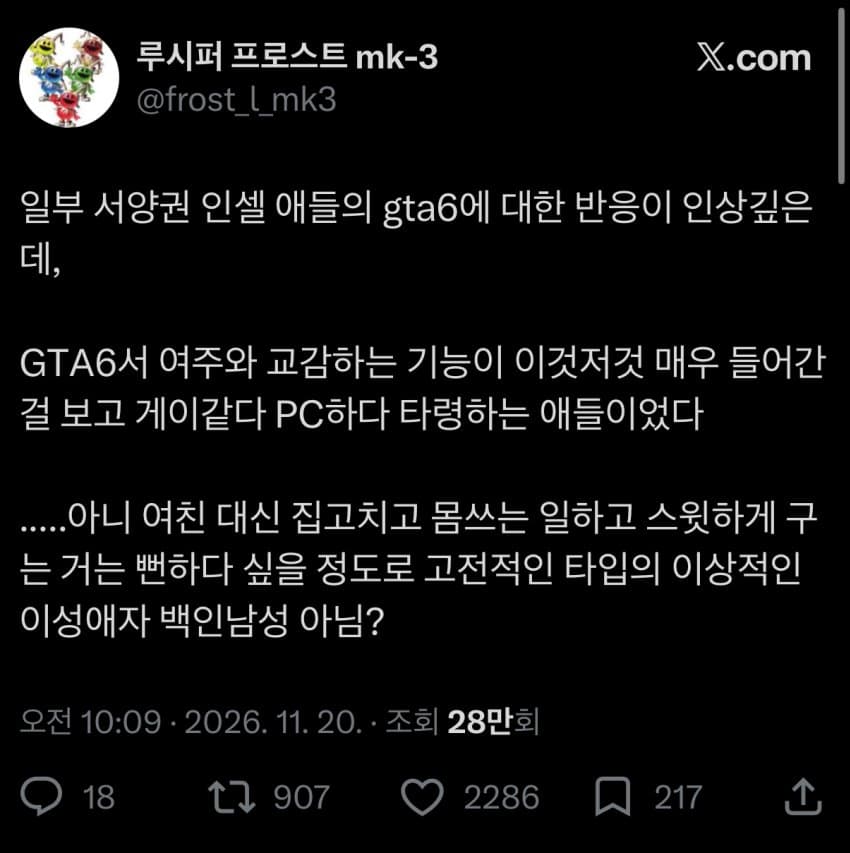 루시퍼 프로스트 mk-3
@frost_l_mk3
X.com
일부 서양권 인셀 애들의 gta6에 대한 반응이 인상깊은
데,
GTA6서 여주와 교감하는 기능이 이것저것 매우 들어간
걸 보고 게이같다 PC하다 타령하는 애들이었다
.....아니 여친 대신 집고치고 몸쓰는 일하고 스윗하게 구
는 거는 뻔하다 싶을 정도로 고전적인 타입의 이상적인
이성애자 백인남성 아님?
오전 10:09 · 2026. 11. 20. · 조회 28만회
18 907 2286 217